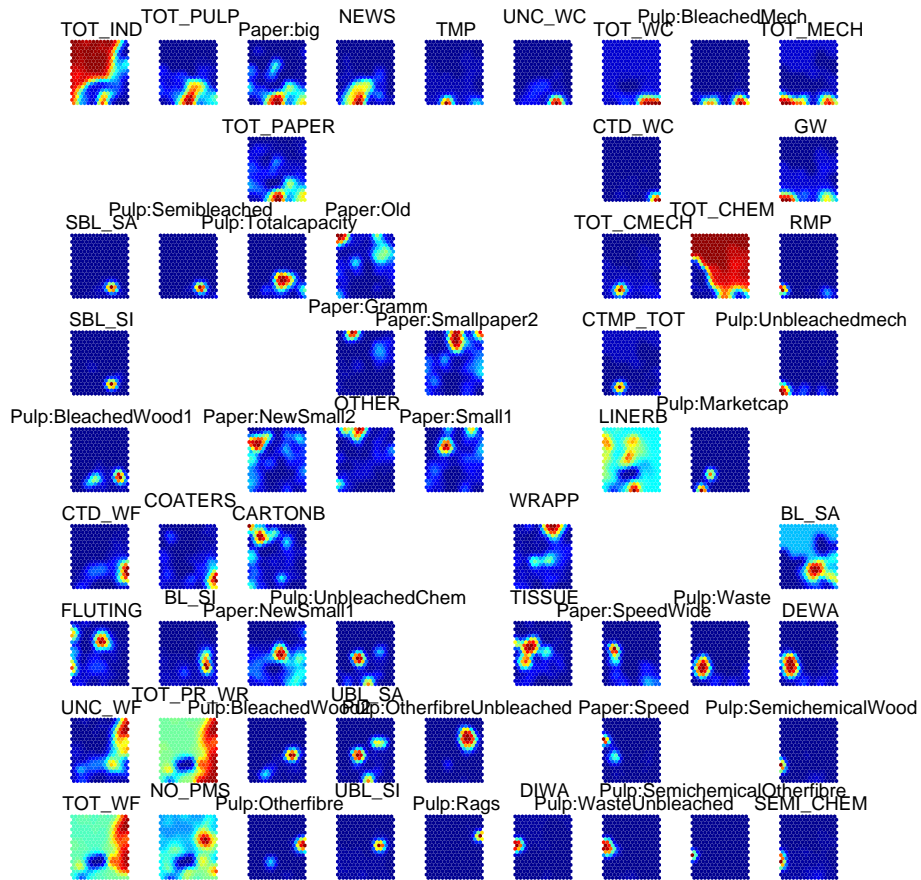 TOT_IND TOT_PULP Paper:big NEWS TMP UNC_WC TOT_WC Pulp:BleachedMech TOT_MECH
TOT_PAPER CTD_WC GW
SBL_SA Pulp:Semibleached Pulp:Totalcapacity Paper:Old TOT_CMECH TOT_CHEM RMP
SBL_SI Paper:Gramm Paper:Smallpaper2 CTMP_TOT Pulp:Unbleachedmech
Pulp:BleachedWood1 Paper:NewSmall2 OTHER Paper:Small1 LINERB Pulp:Marketcap
CTD_WF COATERS CARTONB WRAPP BL_SA
FLUTING BL_SI Paper:NewSmall1 Pulp:UnbleachedChem TISSUE Paper:SpeedWide Pulp:Waste DEWA
UNC_WF TOT_PR_WR Pulp:BleachedWood2 UBL_SA Pulp:OtherfibreUnbleached Paper:Speed Pulp:SemichemicalWood
TOT_WF NO_PMS Pulp:Otherfibre UBL_SI Pulp:Rags DIWA Pulp:WasteUnbleached Pulp:SemichemicalOtherfibre SEMI_CHEM